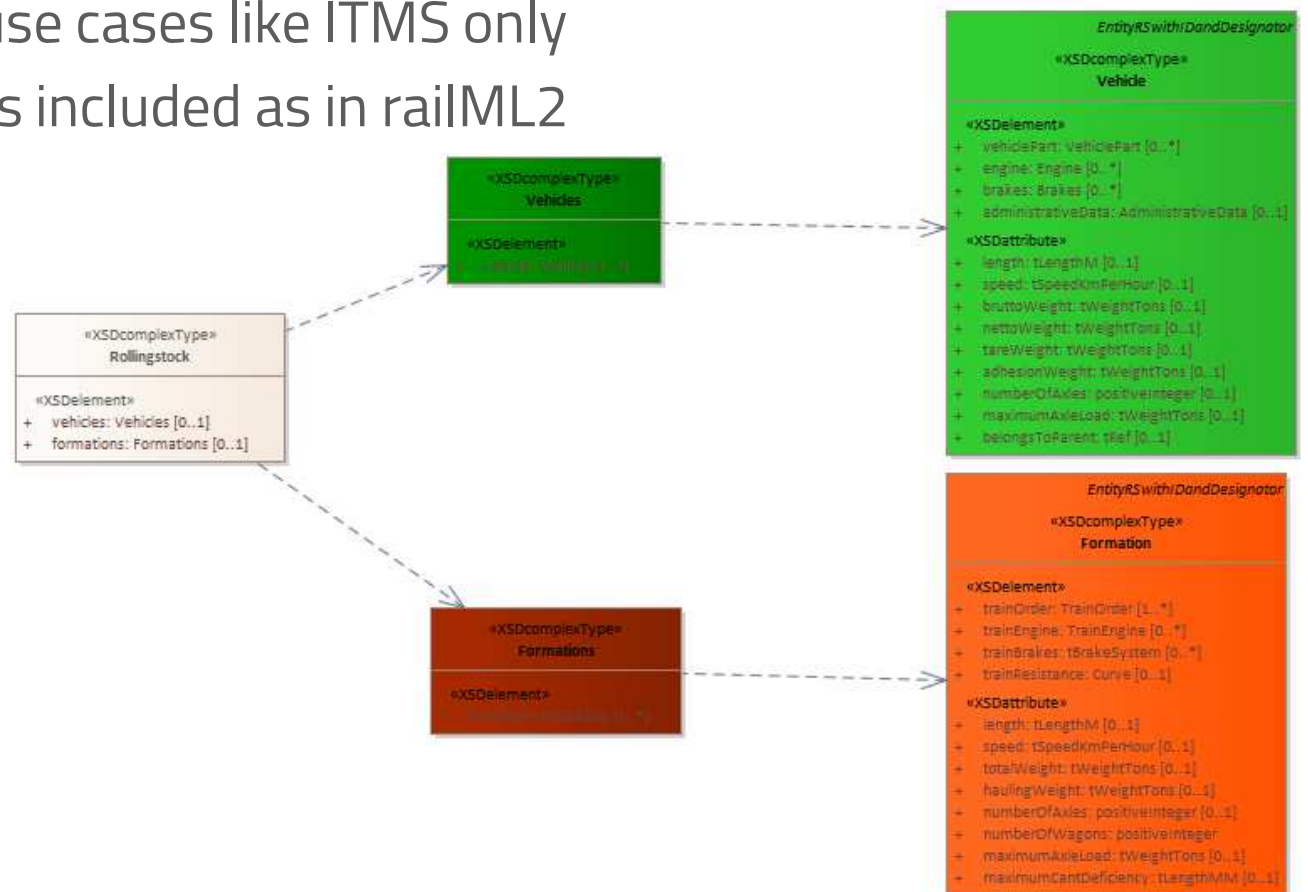 use cases like ITMS only
s included as in railML2
«XSDcomplexType»
Rollingstock
«XSDelement»
+ vehicles: Vehicles [0..1]
+ formations: Formations [0..1]
«XSDcomplexType»
Vehicles
«XSDelement»
«XSDcomplexType»
Formations
«XSDelement»
EntityRSwithIDandDesignator
«XSDcomplexType»
Vehicle
«XSDelement»
+ vehiclePart: VehiclePart [0..*]
+ engine: Engine [0..*]
+ brakes: Brakes [0..*]
+ administrativeData: AdministrativeData [0..1]
«XSDattribute»
+ length: tLengthM [0..1]
+ speed: tSpeedKmPerHour [0..1]
+ bruttoWeight: tWeightTons [0..1]
+ nettoWeight: tWeightTons [0..1]
+ tareWeight: tWeightTons [0..1]
+ adhesionWeight: tWeightTons [0..1]
+ numberOfAxles: positiveInteger [0..1]
+ maximumAxleLoad: tWeightTons [0..1]
+ belongsToParent: tRef [0..1]
EntityRSwithIDandDesignator
«XSDcomplexType»
Formation
«XSDelement»
+ trainOrder: TrainOrder [1..*]
+ trainEngine: TrainEngine [0..*]
+ trainBrakes: tBrakeSystem [0..*]
+ trainResistance: Curve [0..1]
«XSDattribute»
+ length: tLengthM [0..1]
+ speed: tSpeedKmPerHour [0..1]
+ totalWeight: tWeightTons [0..1]
+ haulingWeight: tWeightTons [0..1]
+ numberOfAxles: positiveInteger [0..1]
+ numberOfWagons: positiveInteger
+ maximumAxleLoad: tWeightTons [0..1]
+ maximumCantDeficiency: tLengthMM [0..1]